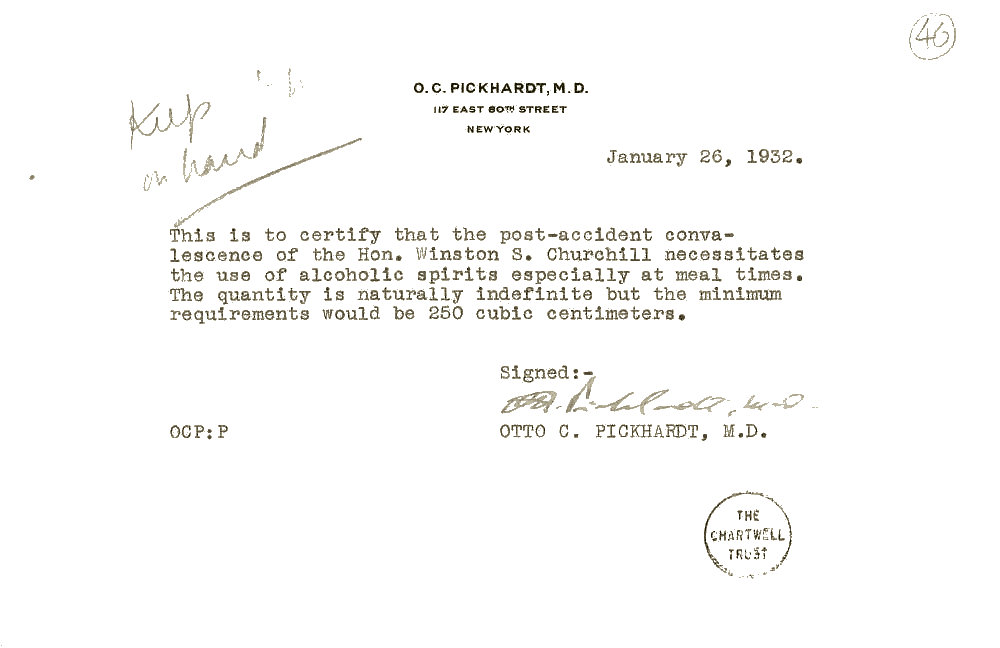 46
Keep
on hand
O. C. PICKHARDT, M. D.
117 EAST 80TH STREET
NEW YORK
January 26, 1932.
This is to certify that the post-accident conva-
lescence of the Hon. Winston S. Churchill necessitates
the use of alcoholic spirits especially at meal times.
The quantity is naturally indefinite but the minimum
requirements would be 250 cubic centimeters.
Signed:-
O. C. Pickhardt, M.D.
OCP:P
OTTO C. PICKHARDT, M.D.
THE
CHARTWELL
TRUST